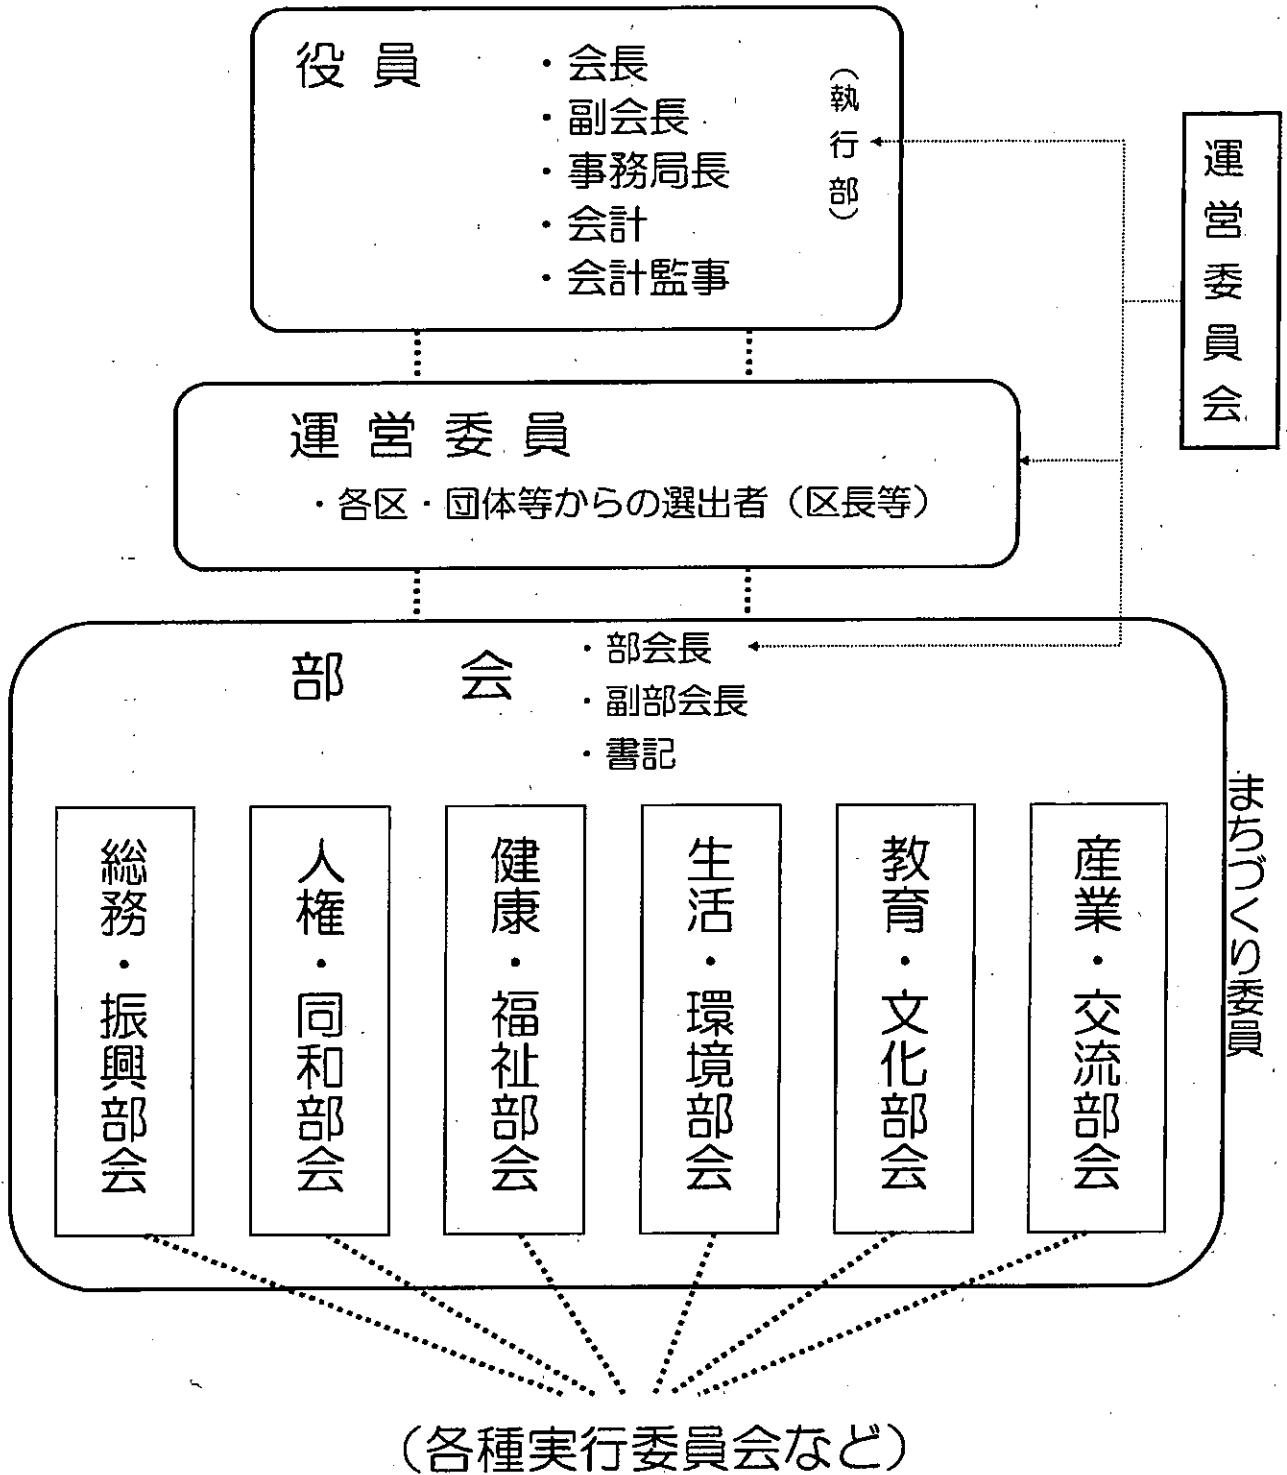 役員
・会長
・副会長
・事務局長
・会計
・会計監事
（執行部）
運営委員会
運営委員
・各区・団体等からの選出者（区長等）
部会
・部会長
・副部会長
・書記
総務・振興部会
人権・同和部会
健康・福祉部会
生活・環境部会
教育・文化部会
産業・交流部会
まちづくり委員
（各種実行委員会など）